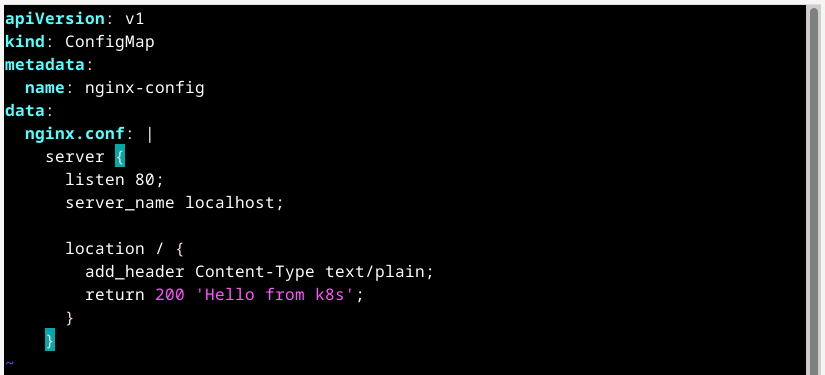 apiVersion: v1
kind: ConfigMap
metadata:
  name: nginx-config
data:
  nginx.conf: |
    server {
      listen 80;
      server_name localhost;

      location / {
        add_header Content-Type text/plain;
        return 200 'Hello from k8s';
      }
    }
~